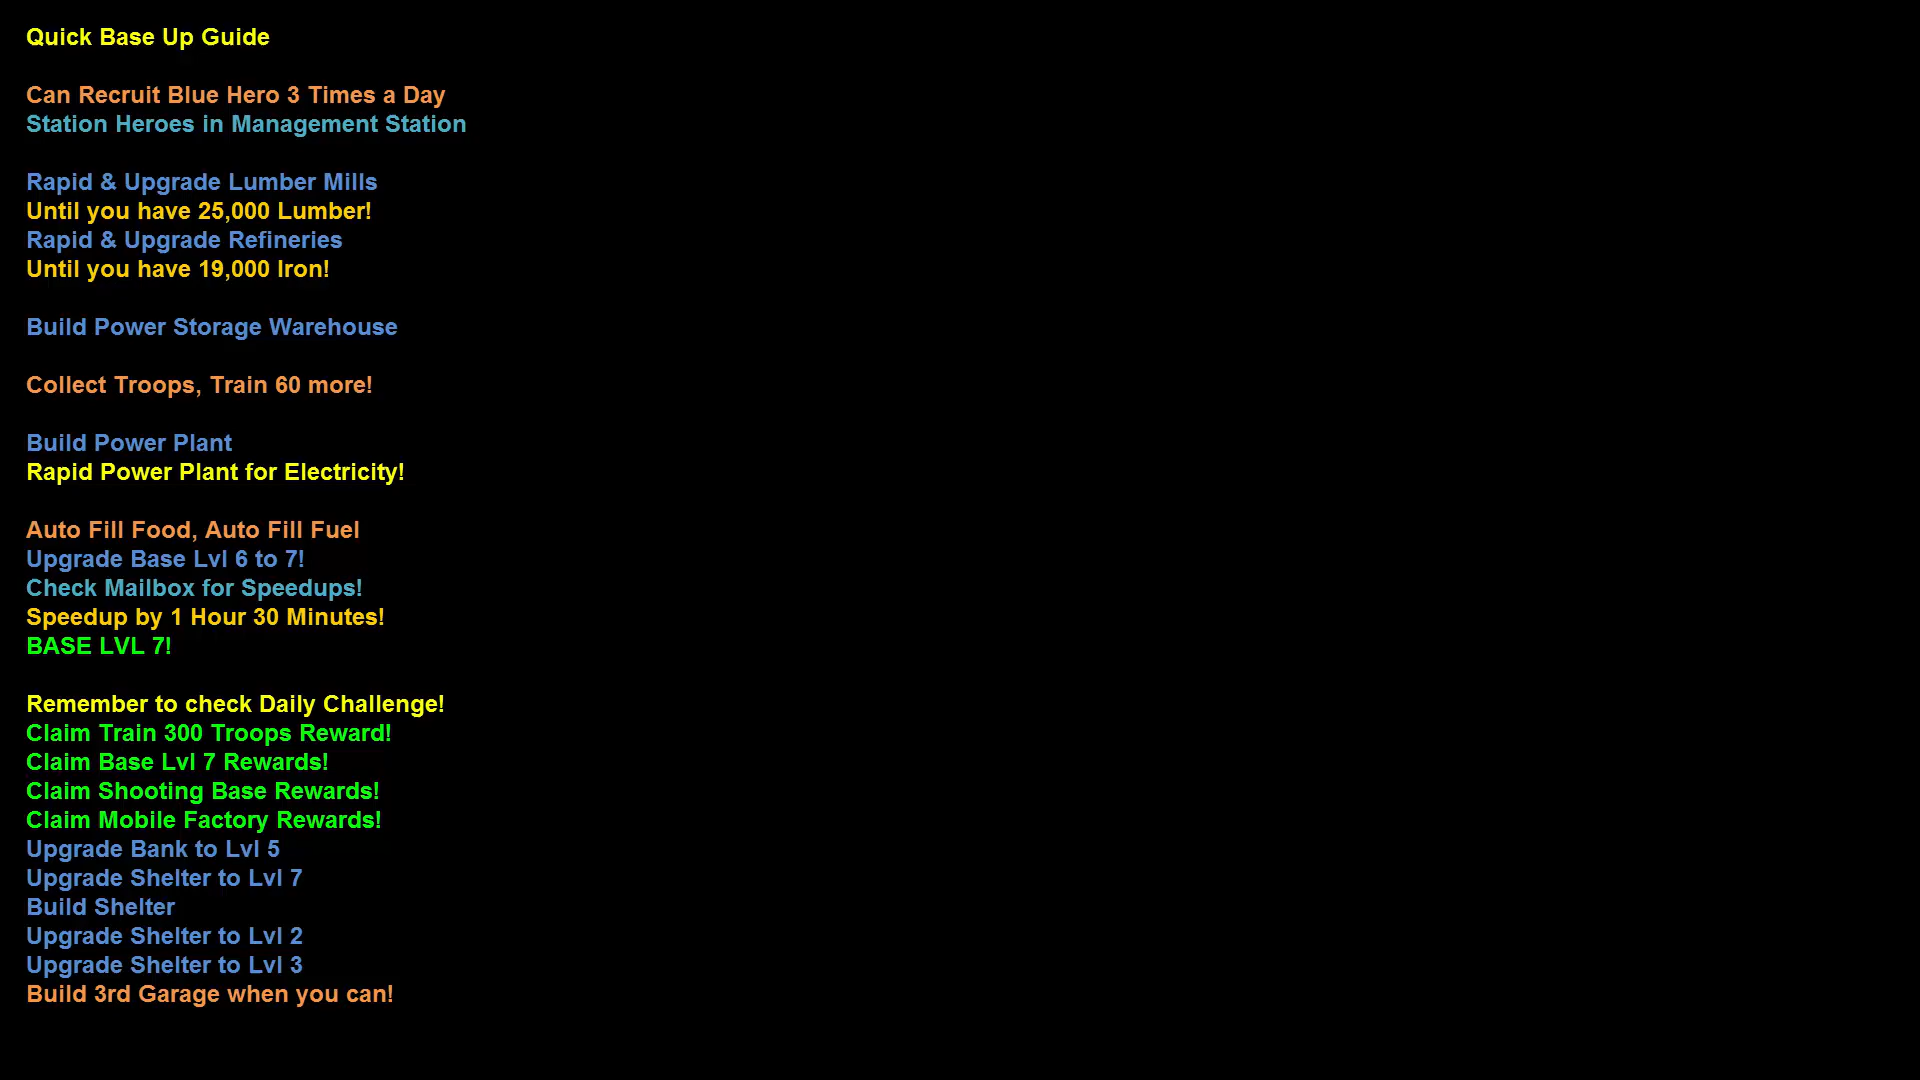 Quick Base Up Guide
Can Recruit Blue Hero 3 Times a Day
Station Heroes in Management Station
Rapid & Upgrade Lumber Mills
Until you have 25,000 Lumber!
Rapid & Upgrade Refineries
Until you have 19,000 Iron!
Build Power Storage Warehouse
Collect Troops, Train 60 more!
Build Power Plant
Rapid Power Plant for Electricity!
Auto Fill Food, Auto Fill Fuel
Upgrade Base Lvl 6 to 7!
Check Mailbox for Speedups!
Speedup by 1 Hour 30 Minutes!
BASE LVL 7!
Remember to check Daily Challenge!
Claim Train 300 Troops Reward!
Claim Base Lvl 7 Rewards!
Claim Shooting Base Rewards!
Claim Mobile Factory Rewards!
Upgrade Bank to Lvl 5
Upgrade Shelter to Lvl 7
Build Shelter
Upgrade Shelter to Lvl 2
Upgrade Shelter to Lvl 3
Build 3rd Garage when you can!